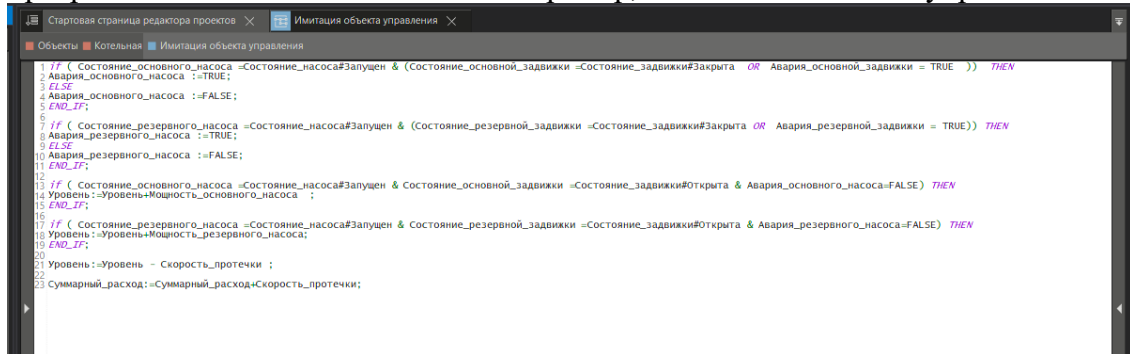 Стартовая страница редактора проектов Имитация объекта управления
Объекты Котельная Имитация объекта управления
1 if ( Состояние_основного_насоса =Состояние_насоса#Запущен & (Состояние_основной_задвижки =Состояние_задвижки#Закрыта OR Авария_основной_задвижки = TRUE )) THEN
2 Авария_основного_насоса :=TRUE;
3 ELSE
4 Авария_основного_насоса :=FALSE;
5 END_IF;
6
7 if ( Состояние_резервного_насоса =Состояние_насоса#Запущен & (Состояние_резервной_задвижки =Состояние_задвижки#Закрыта OR Авария_резервной_задвижки = TRUE)) THEN
8 Авария_резервного_насоса :=TRUE;
9 ELSE
10 Авария_резервного_насоса :=FALSE;
11 END_IF;
12
13 if ( Состояние_основного_насоса =Состояние_насоса#Запущен & Состояние_основной_задвижки =Состояние_задвижки#Открыта & Авария_основного_насоса=FALSE) THEN
14 Уровень:=Уровень+Мощность_основного_насоса ;
15 END_IF;
16
17 if ( Состояние_резервного_насоса =Состояние_насоса#Запущен & Состояние_резервной_задвижки =Состояние_задвижки#Открыта & Авария_резервного_насоса=FALSE) THEN
18 Уровень:=Уровень+Мощность_резервного_насоса;
19 END_IF;
20
21 Уровень:=Уровень - Скорость_протечки ;
22
23 Суммарный_расход:=Суммарный_расход+Скорость_протечки;